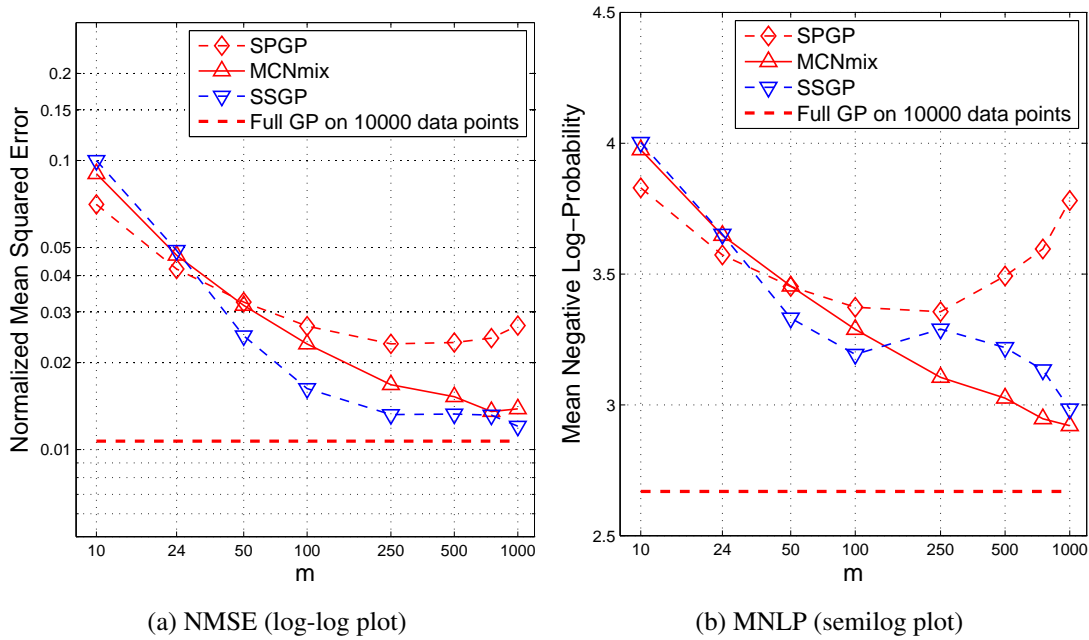 SPGP
MCNmix
SSGP
Full GP on 10000 data points
Normalized Mean Squared Error
0.2
0.15
0.1
0.05
0.04
0.03
0.02
0.01
10
24
50
100
250
500
1000
m
(a) NMSE (log-log plot)
SPGP
MCNmix
SSGP
Full GP on 10000 data points
Mean Negative Log−Probability
4.5
4
3.5
3
2.5
10
24
50
100
250
500
1000
m
(b) MNLP (semilog plot)